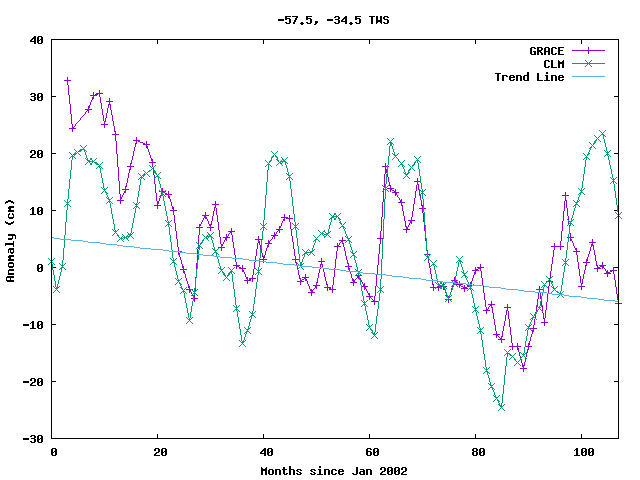 -57.5, -34.5 TWS
GRACE
CLM
Trend Line
40
30
20
10
0
-10
-20
-30
Anomaly (cm)
0 20 40 60 80 100
Months since Jan 2002